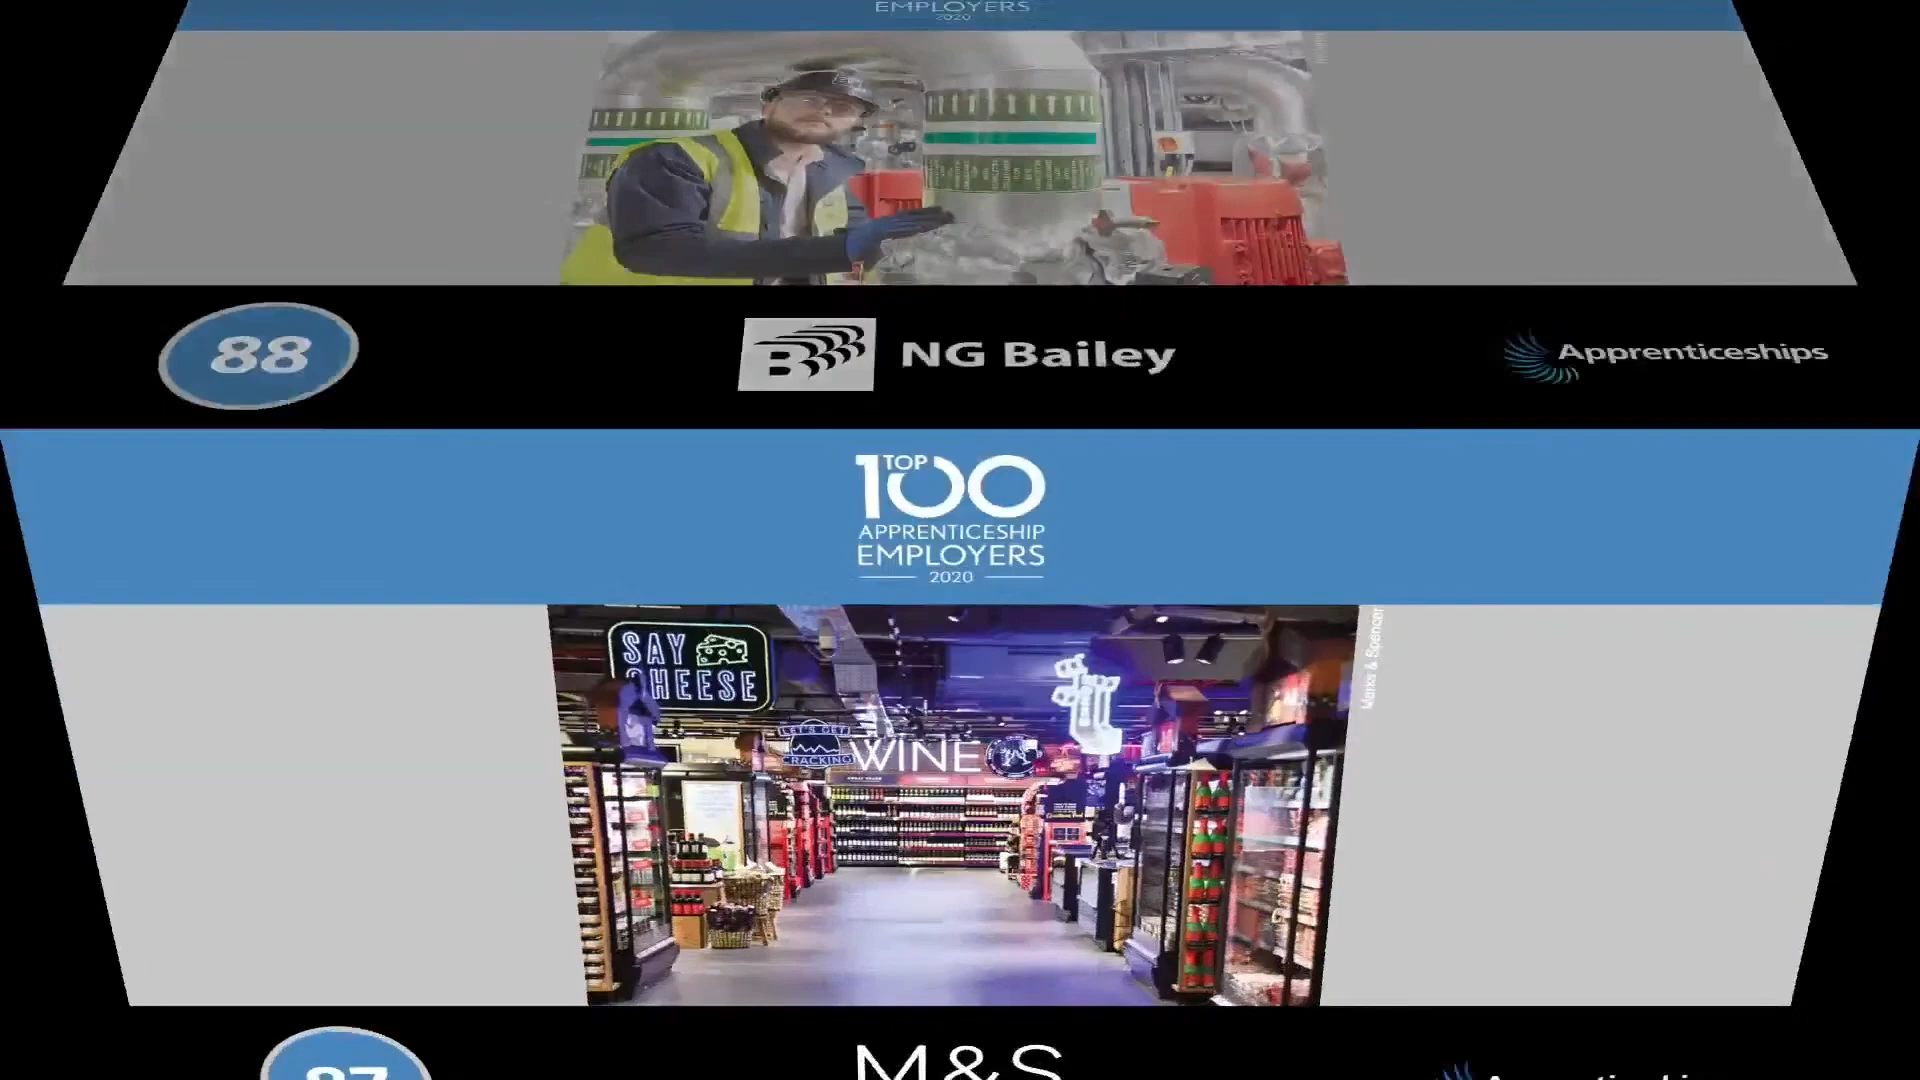 EMPLOYERS
2020
88
B
NG Bailey
Apprenticeships
TOP
100
APPRENTICESHIP
EMPLOYERS
2020
Marks & Spencer
SAY
CHEESE
LET'S GET
CRACKING
WINE
87
M&S